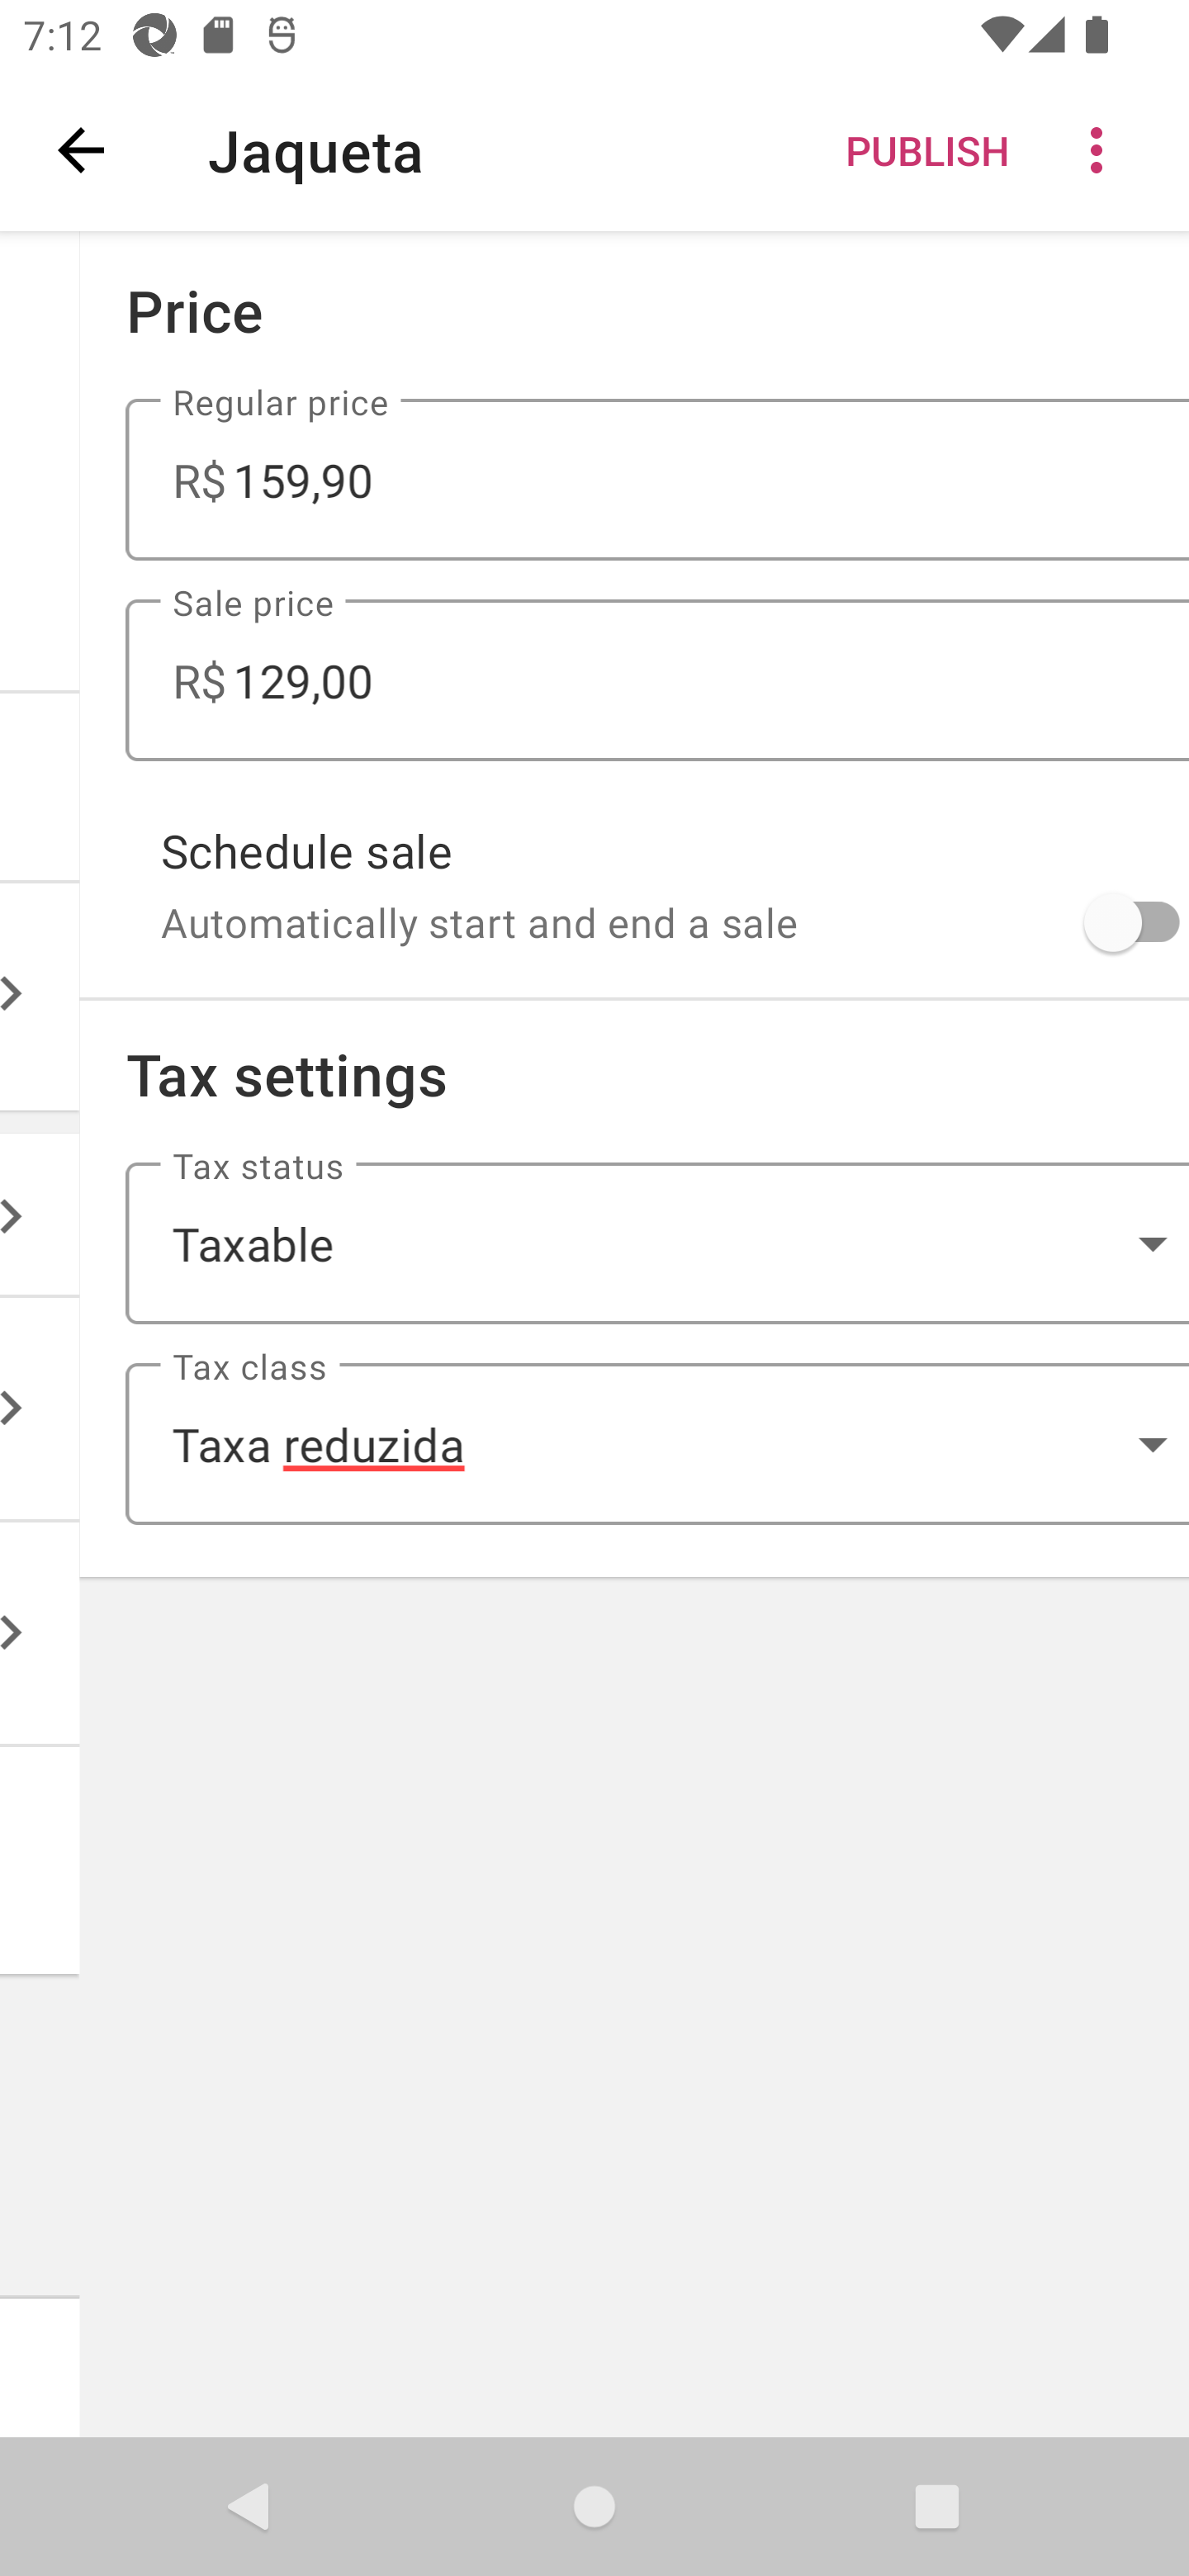 7:12
Jaqueta
PUBLISH
Price
Regular price
R$ 159,90
Sale price
R$ 129,00
Schedule sale
Automatically start and end a sale
Tax settings
Tax status
Taxable
Tax class
Taxa reduzida